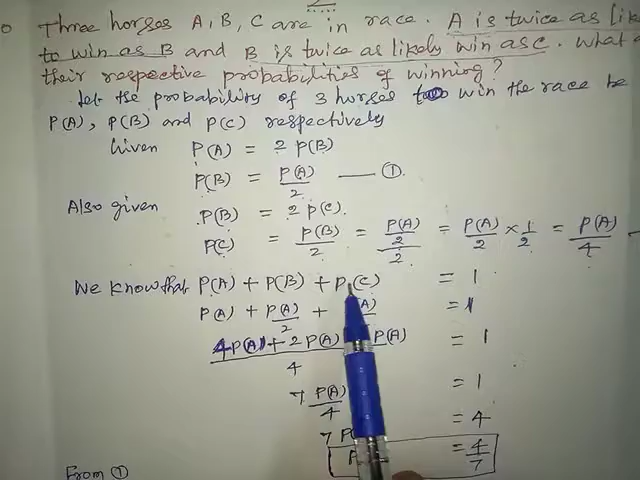 Three horses A, B, C are in race. A is twice as
to win as B and B is twice as likely win as C. What
their respective probabilities of winning?
Let the probability of 3 horses to win the race be
P(A), P(B) and P(C) respectively
Given P(A) = 2 P(B)
P(B) = P(A)/2 — ①
Also given P(B) = 2 P(C).
P(C) = P(B)/2 = P(A)/2 / 2 = P(A)/2 × 1/2 = P(A)/4
We know that P(A) + P(B) + P(C) = 1
P(A) + P(A)/2 + = 1
4P(A) + 2P(A) P(A) / 4 = 1
7 P(A)/4 = 1
7 P = 4
= 4/7
From ①